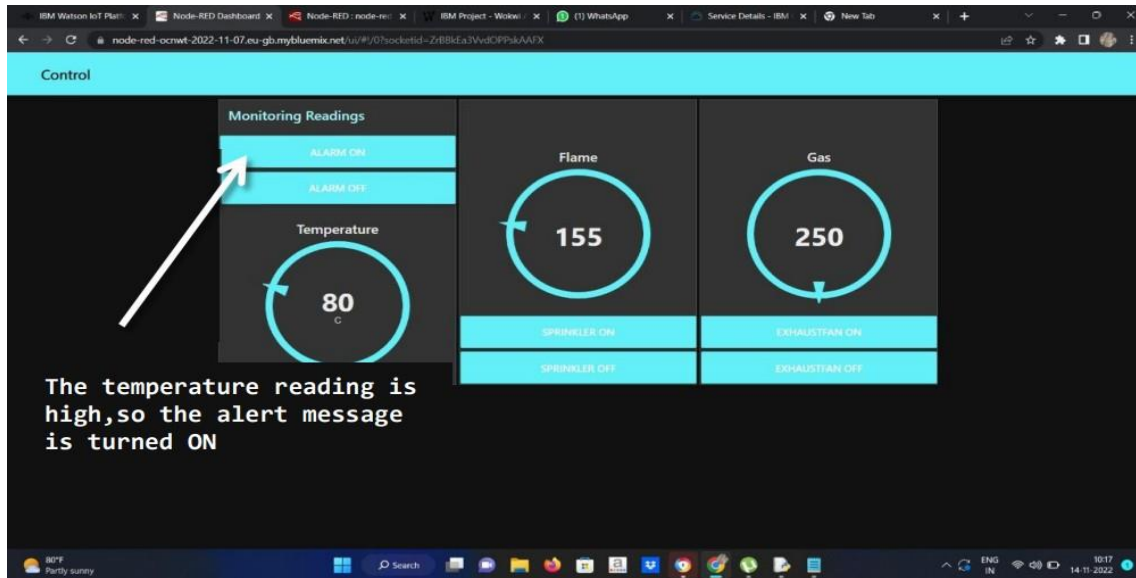 IBM Watson IoT Platf
Node-RED Dashboard
Node-RED : node-red
IBM Project - Wokwi
(1) WhatsApp
Service Details - IBM
New Tab
node-red-ocnwt-2022-11-07.eu-gb.mybluemix.net/ui/#!/0?socketid=
Control
Monitoring Readings
ALARM ON
ALARM OFF
Temperature
80
C
Flame
155
SPRINKLER ON
SPRINKLER OFF
Gas
250
EXHAUSTFAN ON
EXHAUSTFAN OFF
The temperature reading is
high,so the alert message
is turned ON
80°F
Partly sunny
Search
ENG
IN
10:17
14-11-2022